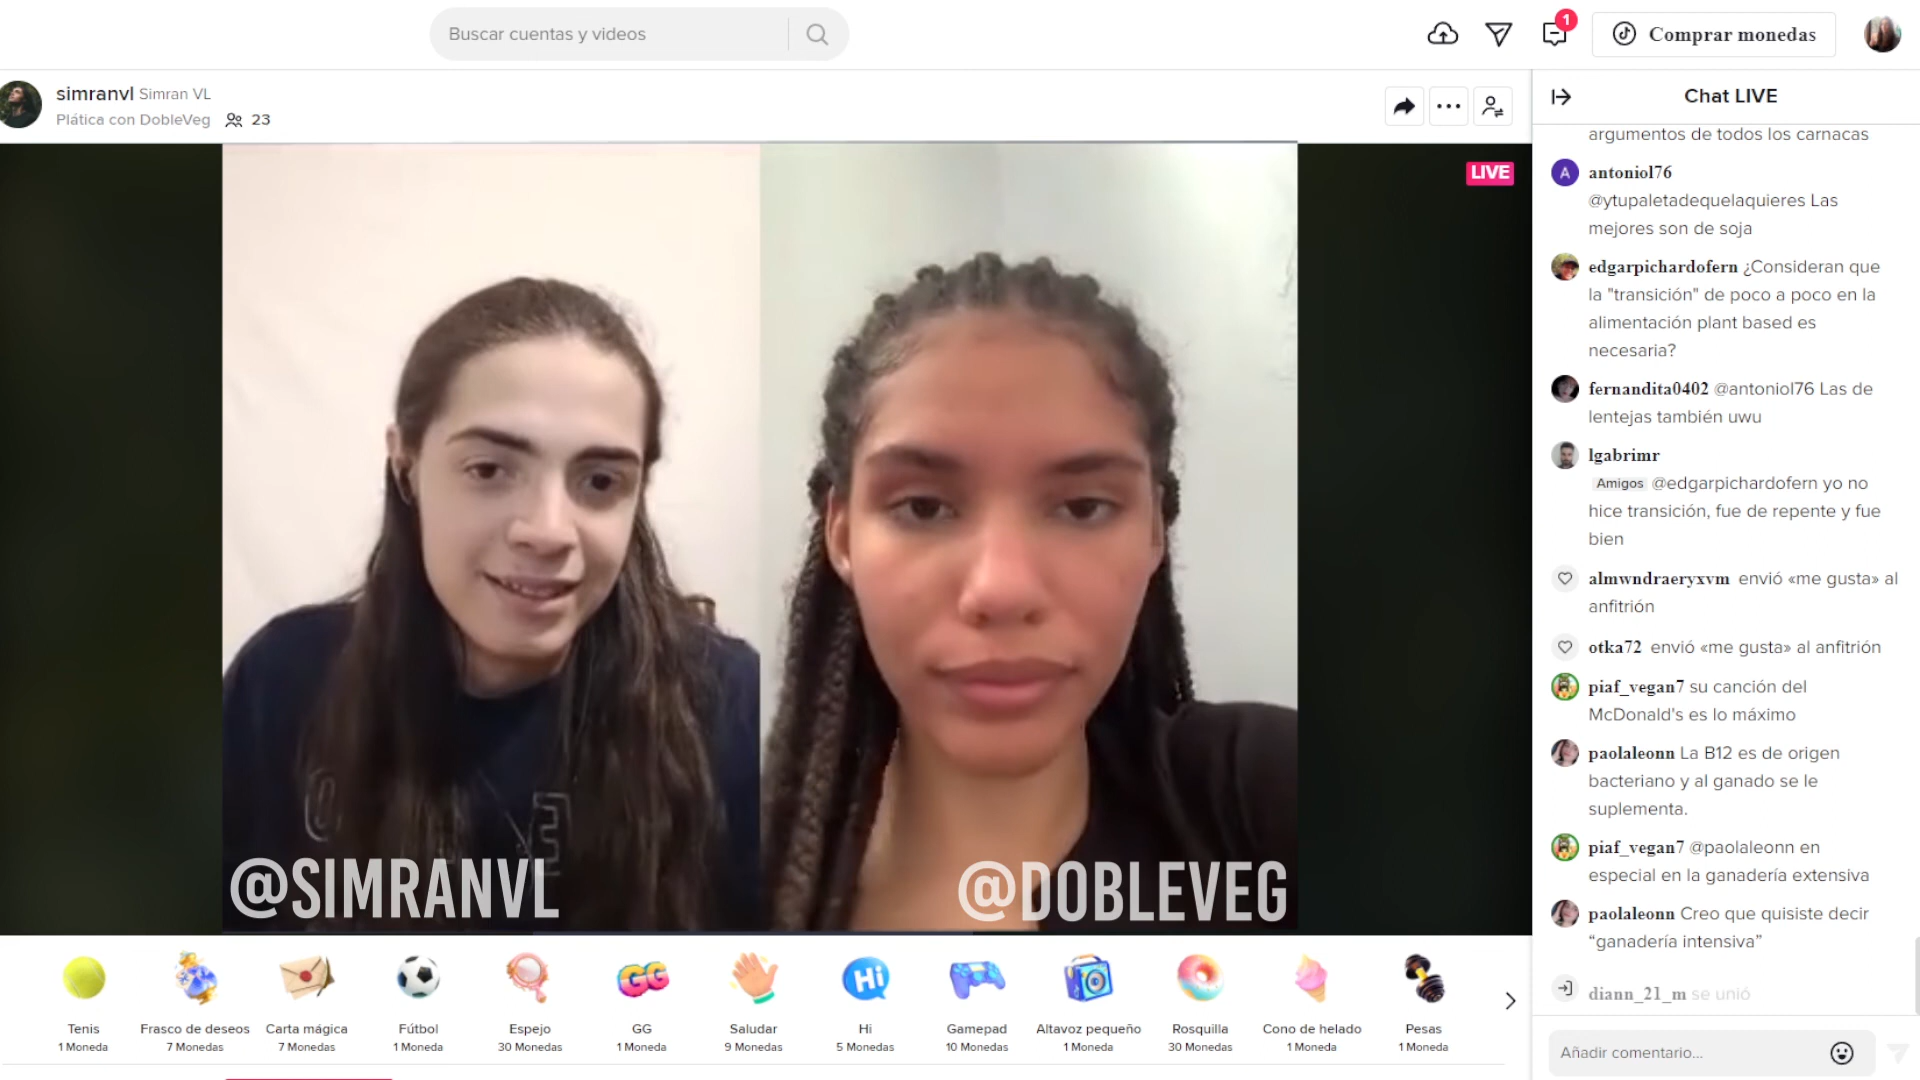 Buscar cuentas y videos
1
Comprar monedas
simranvl Simran VL
Plática con DobleVeg 23
LIVE
@SIMRANVL
@DOBLEVEG
Tenis
1 Moneda
Frasco de deseos
7 Monedas
Carta mágica
7 Monedas
Fútbol
1 Moneda
Espejo
30 Monedas
GG
GG
1 Moneda
Saludar
9 Monedas
Hi
Hi
5 Monedas
Gamepad
10 Monedas
Altavoz pequeño
1 Moneda
Rosquilla
30 Monedas
Cono de helado
1 Moneda
Pesas
1 Moneda
Chat LIVE
argumentos de todos los carnacas
A
antoniol76
@ytupaletadequelaquieres Las
mejores son de soja
edgarpichardofern ¿Consideran que
la "transición" de poco a poco en la
alimentación plant based es
necesaria?
fernandita0402 @antoniol76 Las de
lentejas también uwu
lgabrimr
Amigos @edgarpichardofern yo no
hice transición, fue de repente y fue
bien
almwndraeryxvm envió «me gusta» al
anfitrión
otka72 envió «me gusta» al anfitrión
piaf_vegan7 su canción del
McDonald's es lo máximo
paolaleonn La B12 es de origen
bacteriano y al ganado se le
suplementa.
piaf_vegan7 @paolaleonn en
especial en la ganadería extensiva
paolaleonn Creo que quisiste decir
“ganadería intensiva”
diann_21_m se unió
Añadir comentario...